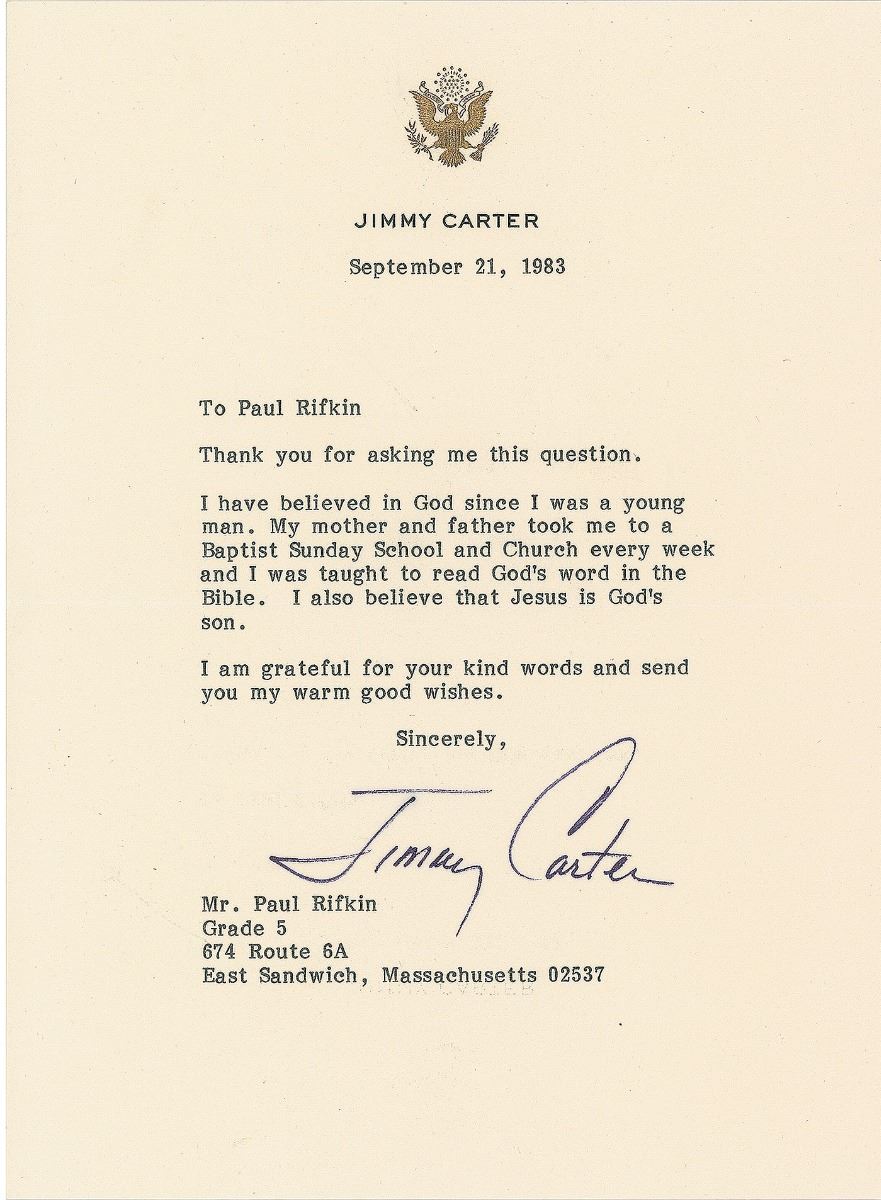 JIMMY CARTER
September 21, 1983
To Paul Rifkin
Thank you for asking me this question.
I have believed in God since I was a young
man. My mother and father took me to a
Baptist Sunday School and Church every week
and I was taught to read God's word in the
Bible.  I also believe that Jesus is God's
son.
I am grateful for your kind words and send
you my warm good wishes.
Sincerely,
Jimmy Carter
Mr. Paul Rifkin
Grade 5
674 Route 6A
East Sandwich, Massachusetts 02537